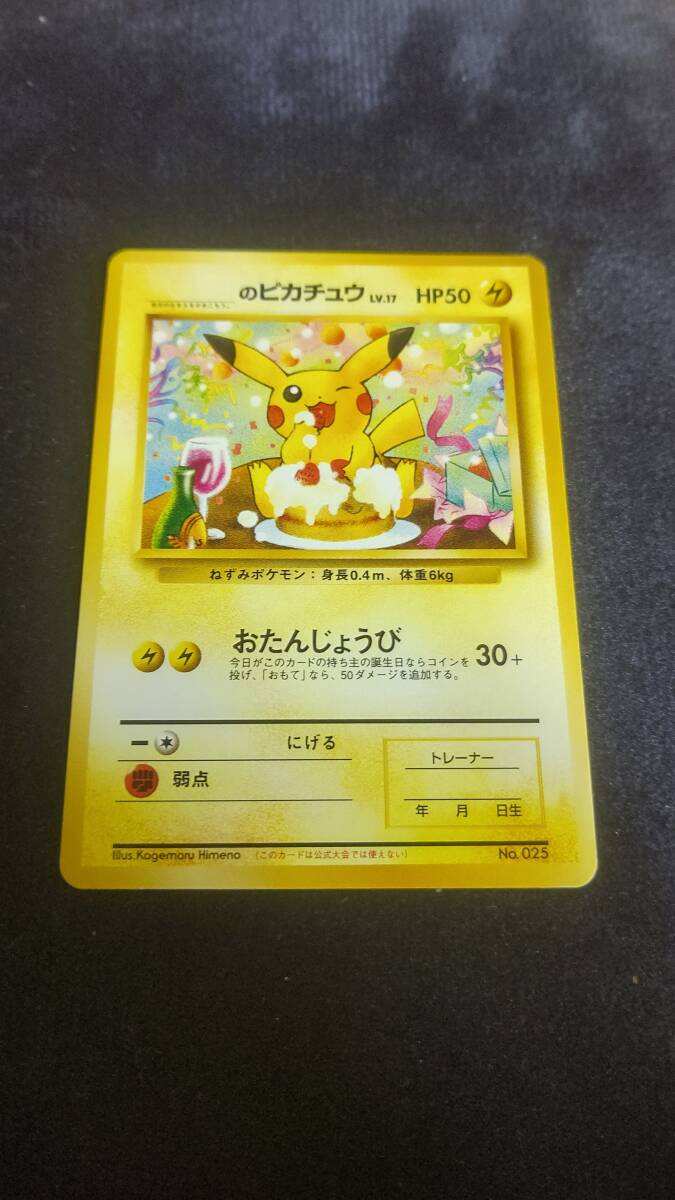 のピカチュウ LV.17 HP50
ねずみポケモン：身長0.4m、体重6kg
おたんじょうび
今日がこのカードの持ち主の誕生日ならコインを
投げ、「おもて」なら、50ダメージを追加する。
30+
にげる
弱点
トレーナー
年 月 日生
Illus.Kagemaru Himeno （このカードは公式大会では使えない） No. 025